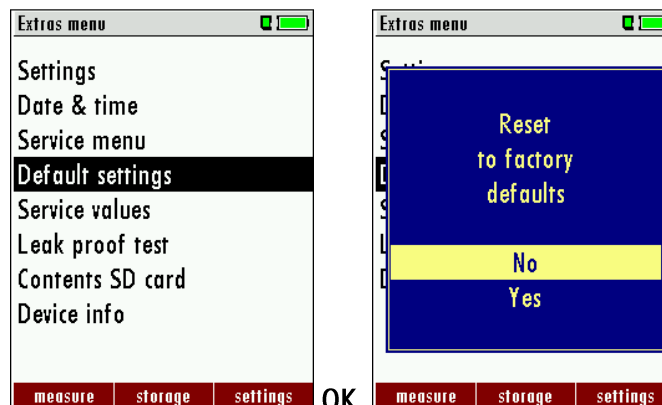 Extras menu
Settings
Date & time
Service menu
Default settings
Service values
Leak proof test
Contents SD card
Device info
measure storage settings
OK
Extras menu
Reset
to factory
defaults
No
Yes
measure storage settings